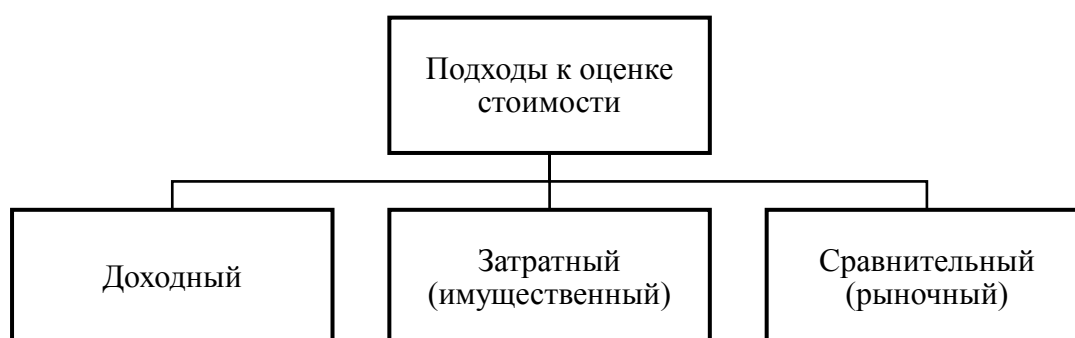 Подходы к оценке
стоимости
Доходный
Затратный
(имущественный)
Сравнительный
(рыночный)